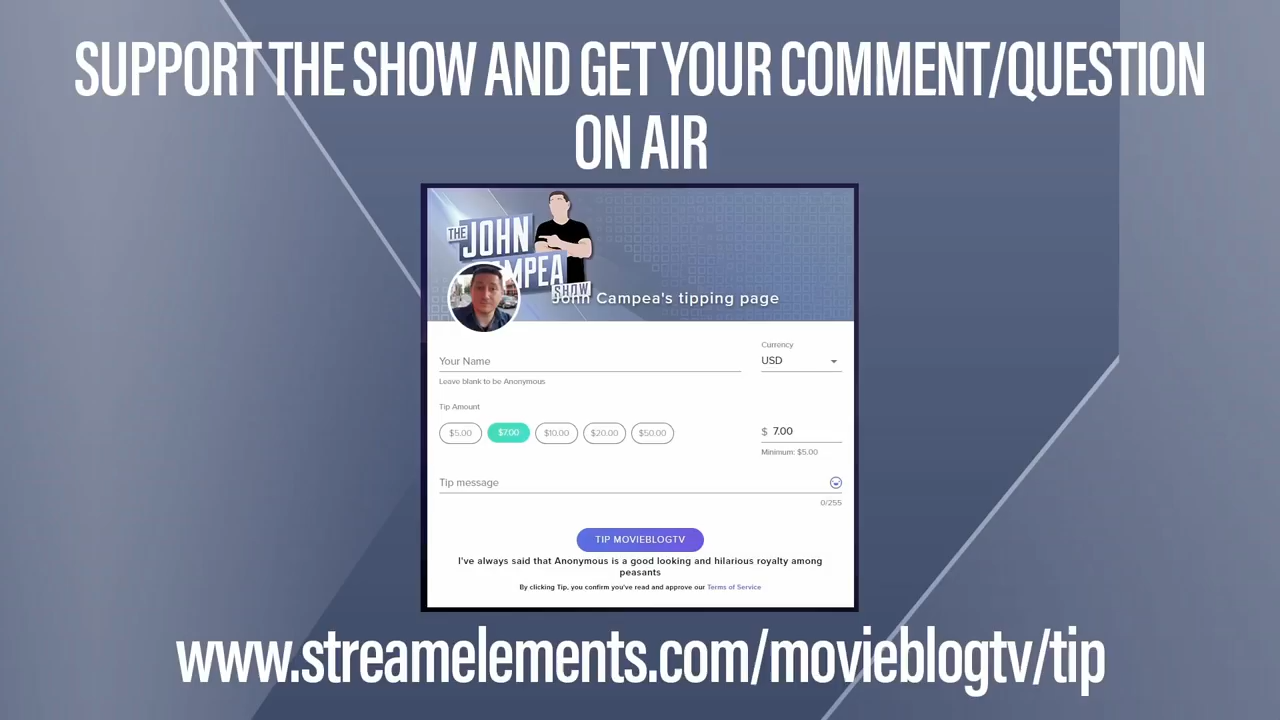 SUPPORT THE SHOW AND GET YOUR COMMENT/QUESTION
ON AIR
THE
JOHN
CAMPEA
SHOW
John Campea's tipping page
Currency
Your Name
USD
Leave blank to be Anonymous
Tip Amount
$5.00 $7.00 $10.00 $20.00 $50.00
$ 7.00
Minimum: $5.00
Tip message
0/255
TIP MOVIEBLOGTV
I've always said that Anonymous is a good looking and hilarious royalty among
peasants
By clicking Tip, you confirm you've read and approve our Terms of Service
www.streamelements.com/movieblogtv/tip